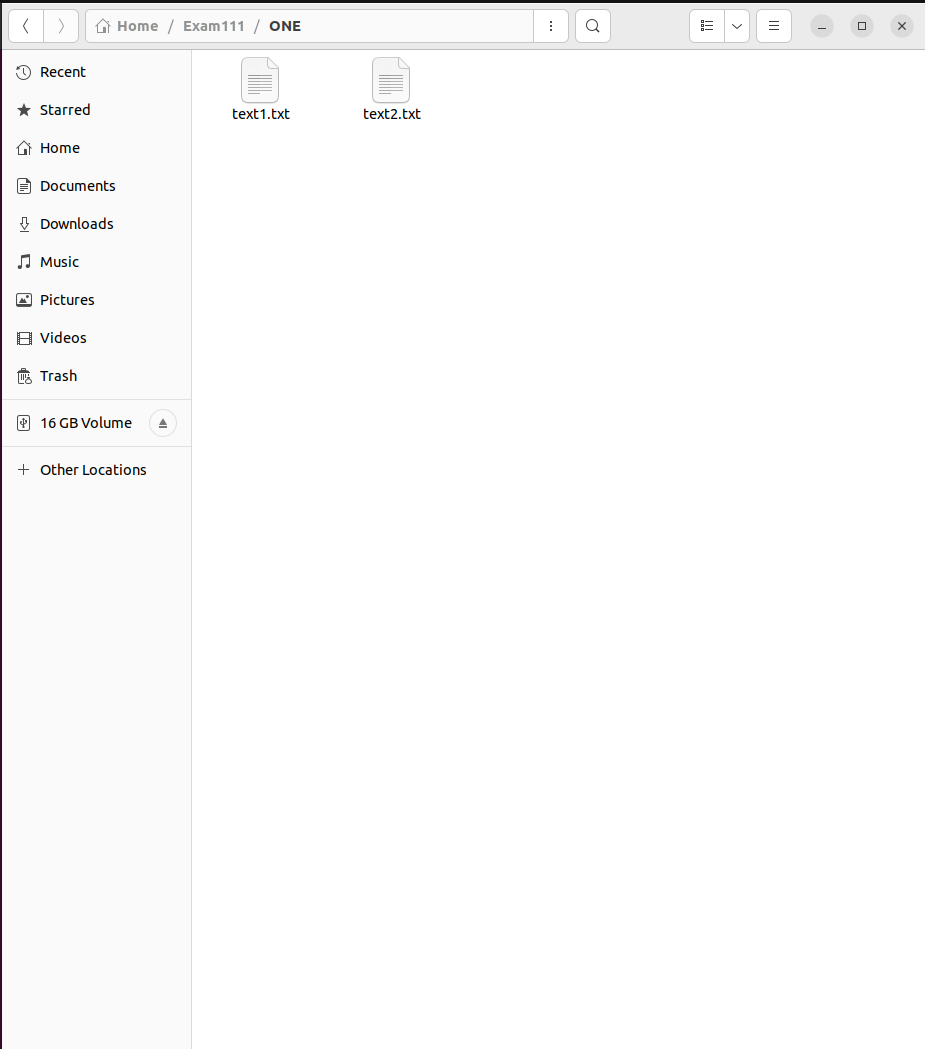 Home / Exam111 / ONE
Recent
Starred
Home
Documents
Downloads
Music
Pictures
Videos
Trash
16 GB Volume
Other Locations
text1.txt text2.txt